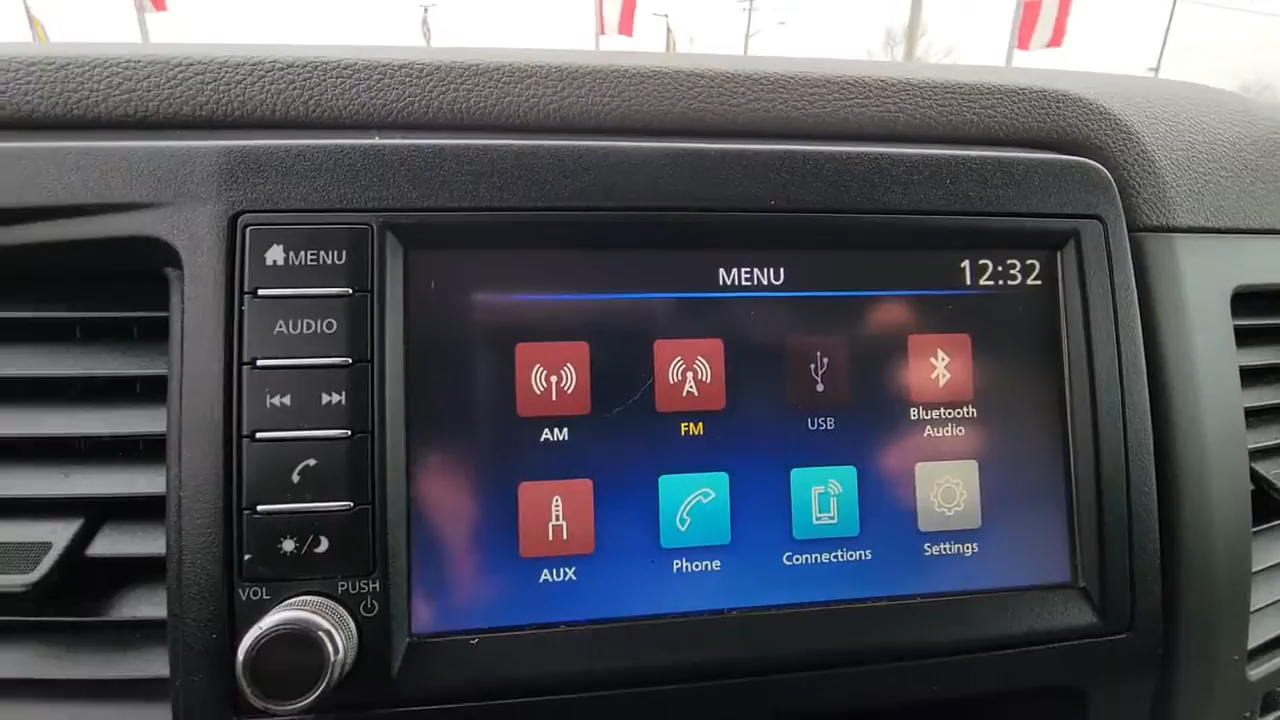 MENU
AUDIO
VOL
PUSH
MENU
12:32
AM
FM
USB
Bluetooth
Audio
AUX
Phone
Connections
Settings